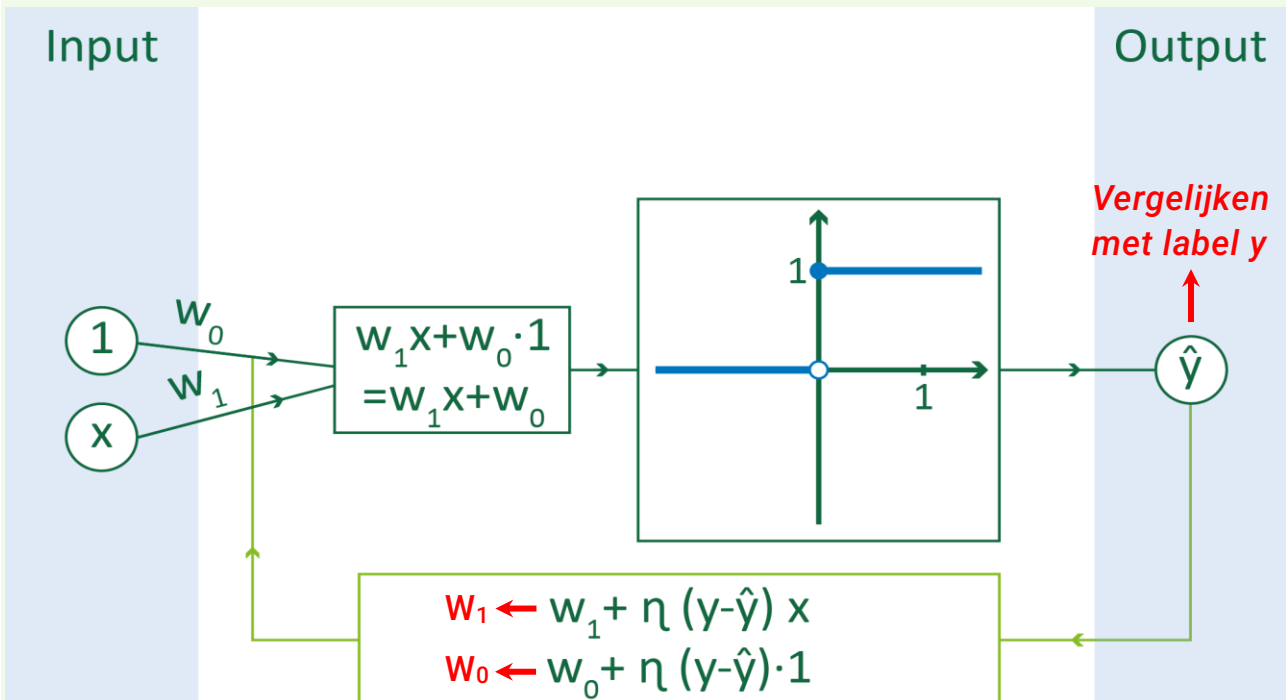 Input
Output
Vergelijken
met label y
1
w₀
w₁
x
w₁x+w₀·1
=w₁x+w₀
1
1
ŷ
W₁ ← w₁+ η (y-ŷ) x
W₀ ← w₀+ η (y-ŷ)·1